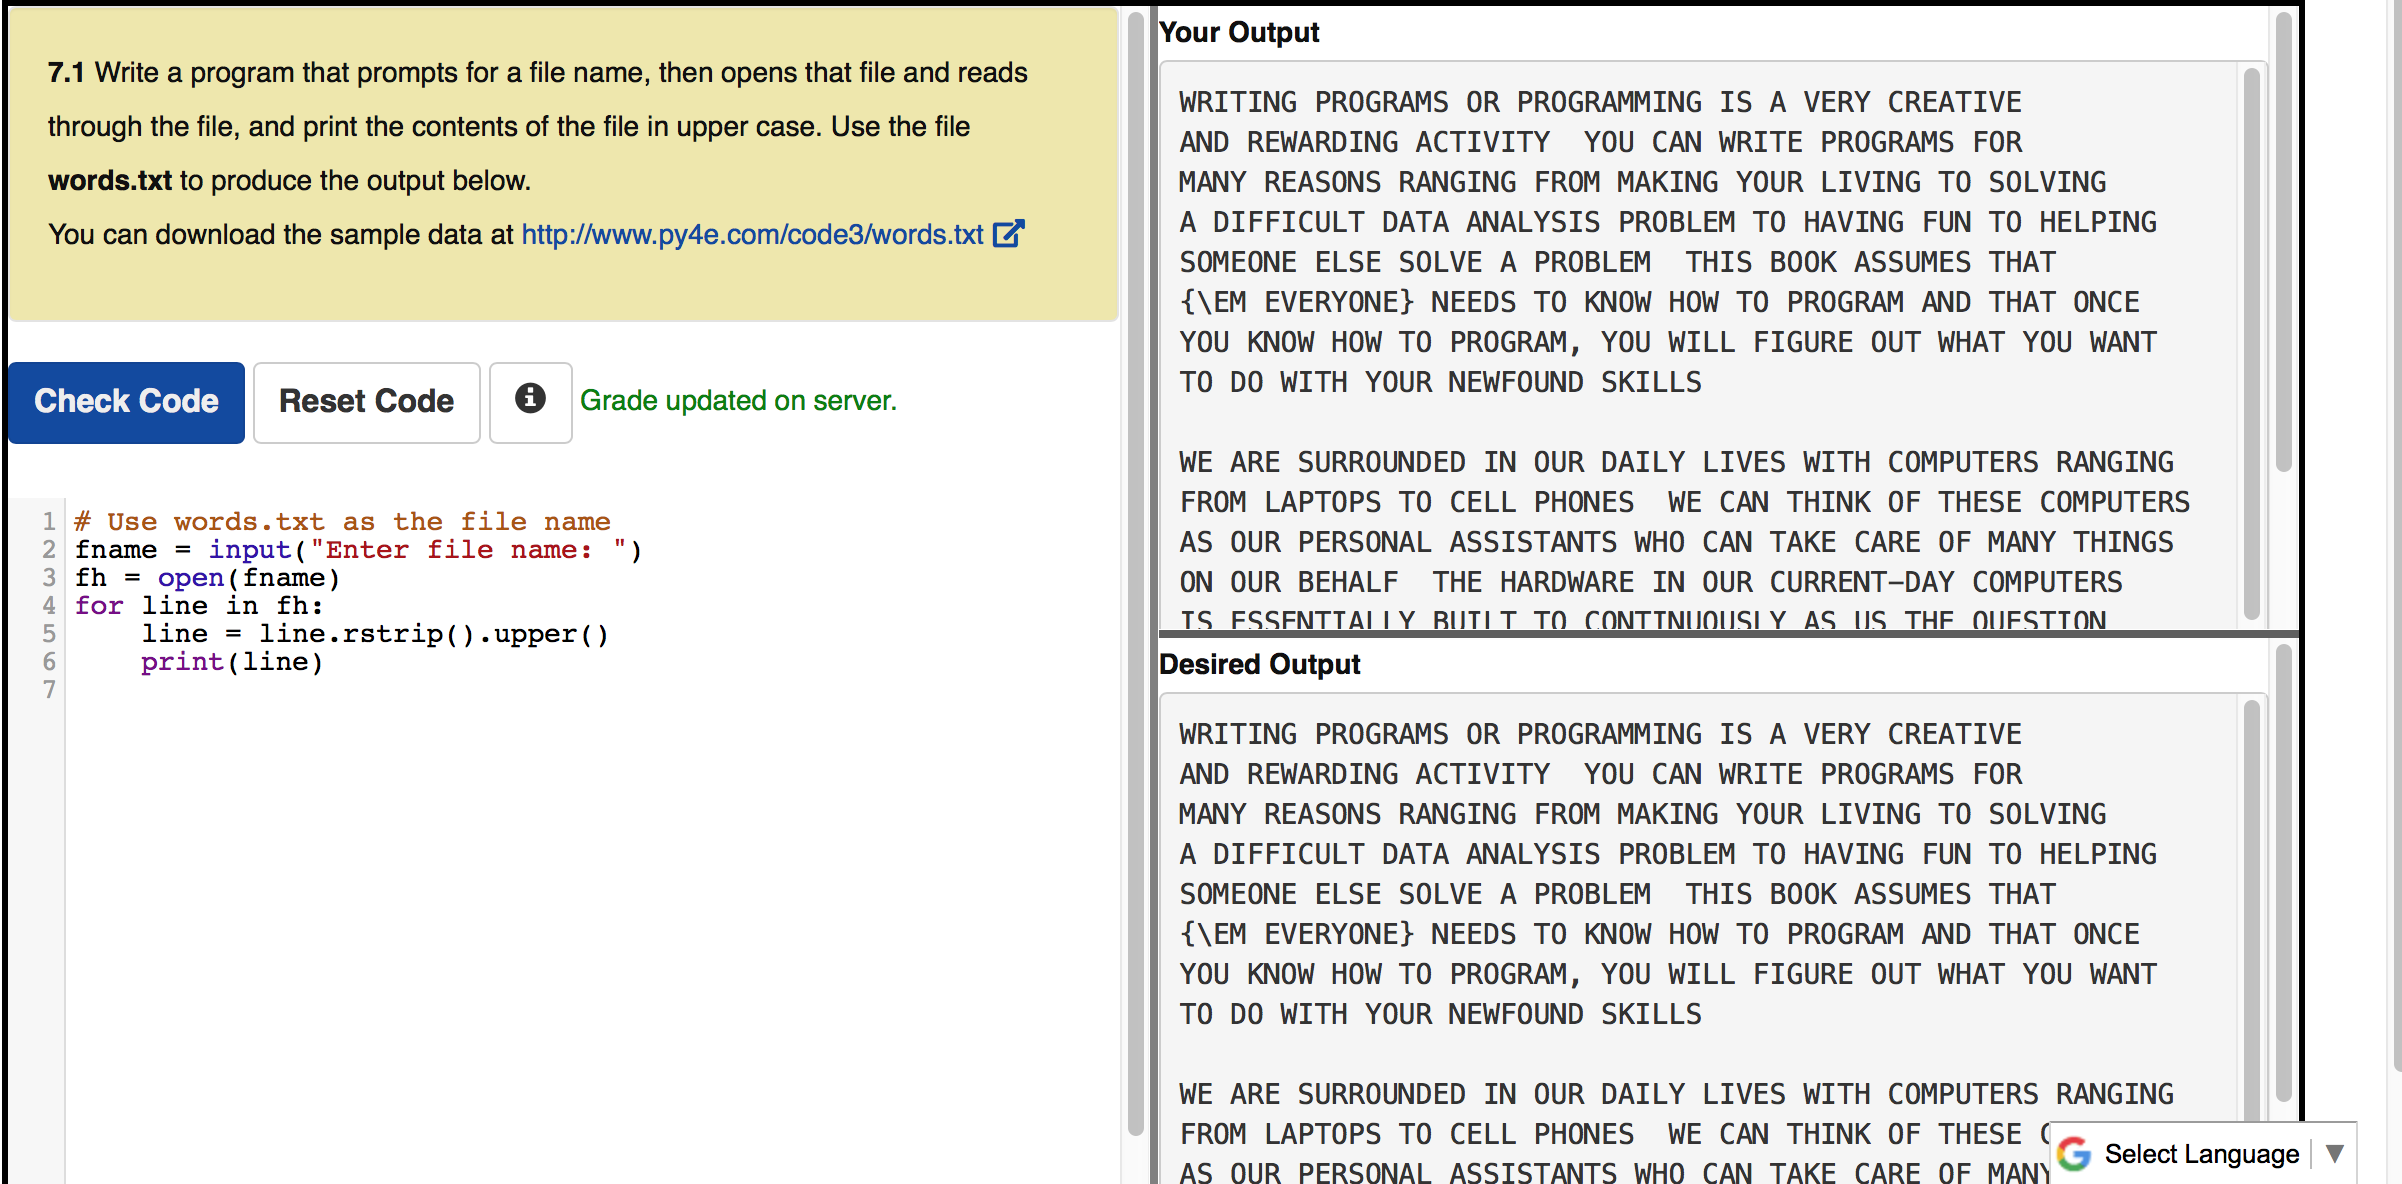 7.1 Write a program that prompts for a file name, then opens that file and reads
through the file, and print the contents of the file in upper case. Use the file
words.txt to produce the output below.
You can download the sample data at http://www.py4e.com/code3/words.txt
Check Code
Reset Code
Grade updated on server.
1 # Use words.txt as the file name
2 fname = input("Enter file name: ")
3 fh = open(fname)
4 for line in fh:
5     line = line.rstrip().upper()
6     print(line)
7
Your Output
WRITING PROGRAMS OR PROGRAMMING IS A VERY CREATIVE
AND REWARDING ACTIVITY  YOU CAN WRITE PROGRAMS FOR
MANY REASONS RANGING FROM MAKING YOUR LIVING TO SOLVING
A DIFFICULT DATA ANALYSIS PROBLEM TO HAVING FUN TO HELPING
SOMEONE ELSE SOLVE A PROBLEM  THIS BOOK ASSUMES THAT
{\EM EVERYONE} NEEDS TO KNOW HOW TO PROGRAM AND THAT ONCE
YOU KNOW HOW TO PROGRAM, YOU WILL FIGURE OUT WHAT YOU WANT
TO DO WITH YOUR NEWFOUND SKILLS
WE ARE SURROUNDED IN OUR DAILY LIVES WITH COMPUTERS RANGING
FROM LAPTOPS TO CELL PHONES  WE CAN THINK OF THESE COMPUTERS
AS OUR PERSONAL ASSISTANTS WHO CAN TAKE CARE OF MANY THINGS
ON OUR BEHALF  THE HARDWARE IN OUR CURRENT-DAY COMPUTERS
IS ESSENTIALLY BUILT TO CONTINUOUSLY AS US THE QUESTION
Desired Output
WRITING PROGRAMS OR PROGRAMMING IS A VERY CREATIVE
AND REWARDING ACTIVITY  YOU CAN WRITE PROGRAMS FOR
MANY REASONS RANGING FROM MAKING YOUR LIVING TO SOLVING
A DIFFICULT DATA ANALYSIS PROBLEM TO HAVING FUN TO HELPING
SOMEONE ELSE SOLVE A PROBLEM  THIS BOOK ASSUMES THAT
{\EM EVERYONE} NEEDS TO KNOW HOW TO PROGRAM AND THAT ONCE
YOU KNOW HOW TO PROGRAM, YOU WILL FIGURE OUT WHAT YOU WANT
TO DO WITH YOUR NEWFOUND SKILLS
WE ARE SURROUNDED IN OUR DAILY LIVES WITH COMPUTERS RANGING
FROM LAPTOPS TO CELL PHONES  WE CAN THINK OF THESE
AS OUR PERSONAL ASSISTANTS WHO CAN TAKE CARE OF MANY
Select Language